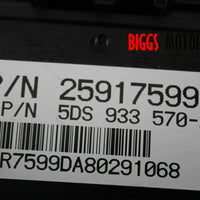 BIGGS MOTOR
P/N 25917599
P/N 5DS 933 570-
R7599DA80291068